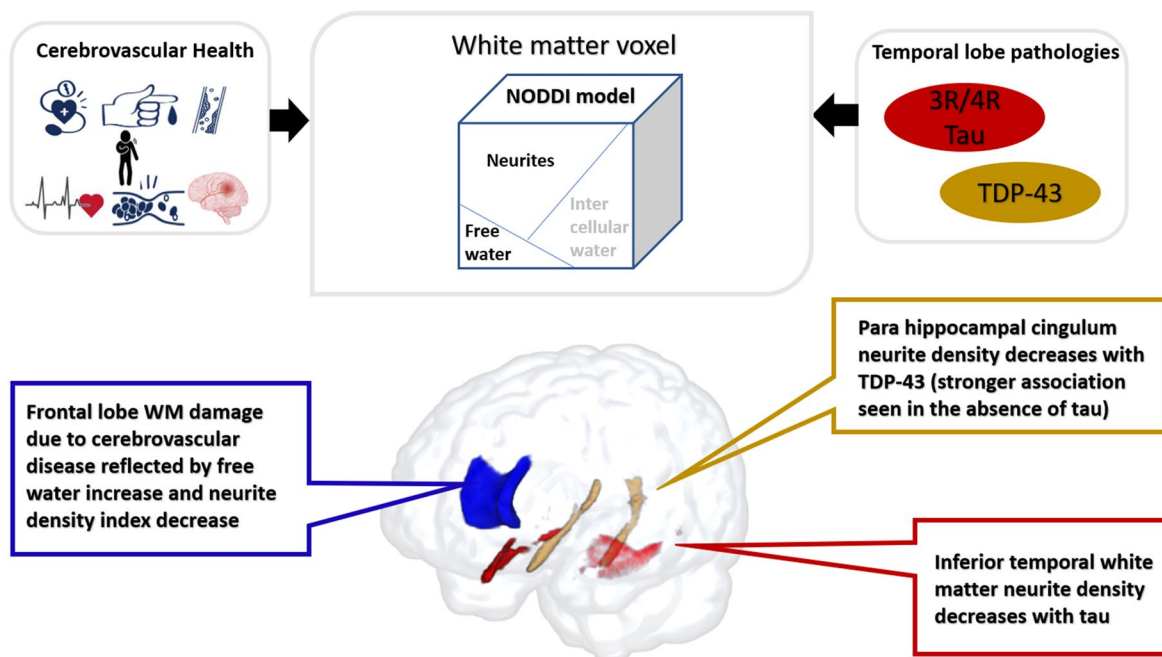 Cerebrovascular Health
White matter voxel
NODDI model
Neurites
Inter
cellular
water
Free
water
Temporal lobe pathologies
3R/4R
Tau
TDP-43
Para hippocampal cingulum
neurite density decreases with
TDP-43 (stronger association
seen in the absence of tau)
Frontal lobe WM damage
due to cerebrovascular
disease reflected by free
water increase and neurite
density index decrease
Inferior temporal white
matter neurite density
decreases with tau